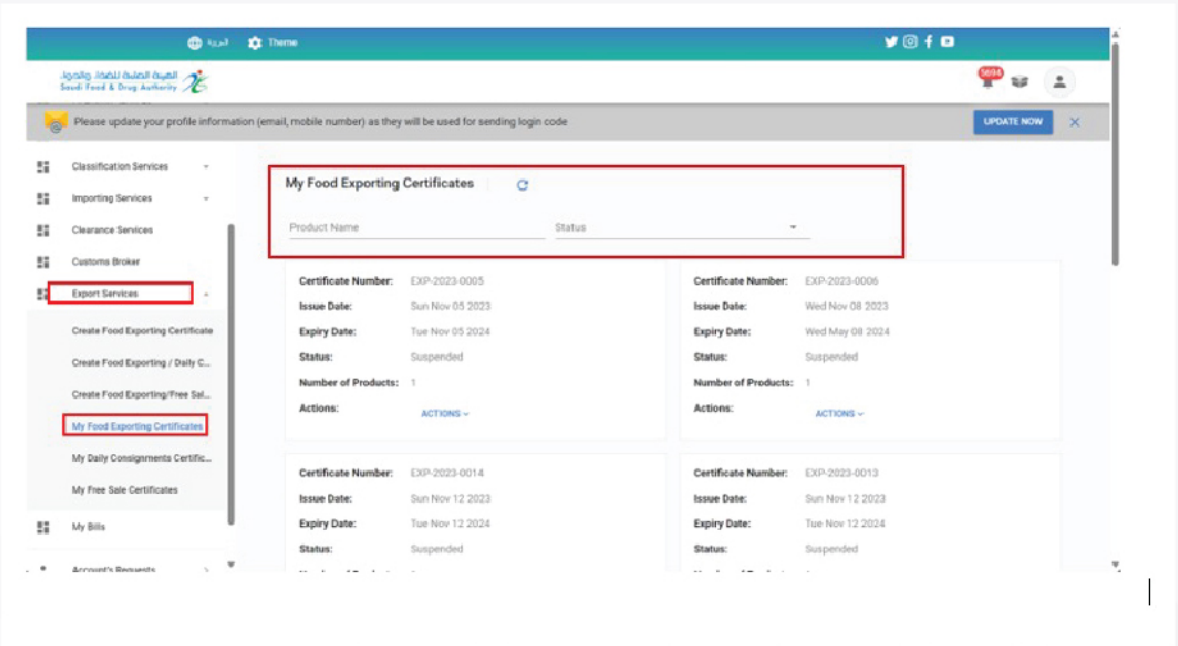 العربية
Theme
الهيئة العامة للغذاء والدواء
Saudi Food & Drug Authority
Please update your profile information (email, mobile number) as they will be used for sending login code
UPDATE NOW
Classification Services
Importing Services
Clearance Services
Customs Broker
Export Services
Create Food Exporting Certificate
Create Food Exporting / Daily C...
Create Food Exporting/Free Sal...
My Food Exporting Certificates
My Daily Consignments Certific...
My Free Sale Certificates
My Bills
Account's Requests
My Food Exporting Certificates
Product Name
Status
Certificate Number: EXP-2023-0005
Issue Date: Sun Nov 05 2023
Expiry Date: Tue Nov 05 2024
Status: Suspended
Number of Products: 1
Actions: ACTIONS
Certificate Number: EXP-2023-0006
Issue Date: Wed Nov 08 2023
Expiry Date: Wed May 08 2024
Status: Suspended
Number of Products: 1
Actions: ACTIONS
Certificate Number: EXP-2023-0014
Issue Date: Sun Nov 12 2023
Expiry Date: Tue Nov 12 2024
Status: Suspended
Certificate Number: EXP-2023-0013
Issue Date: Sun Nov 12 2023
Expiry Date: Tue Nov 12 2024
Status: Suspended